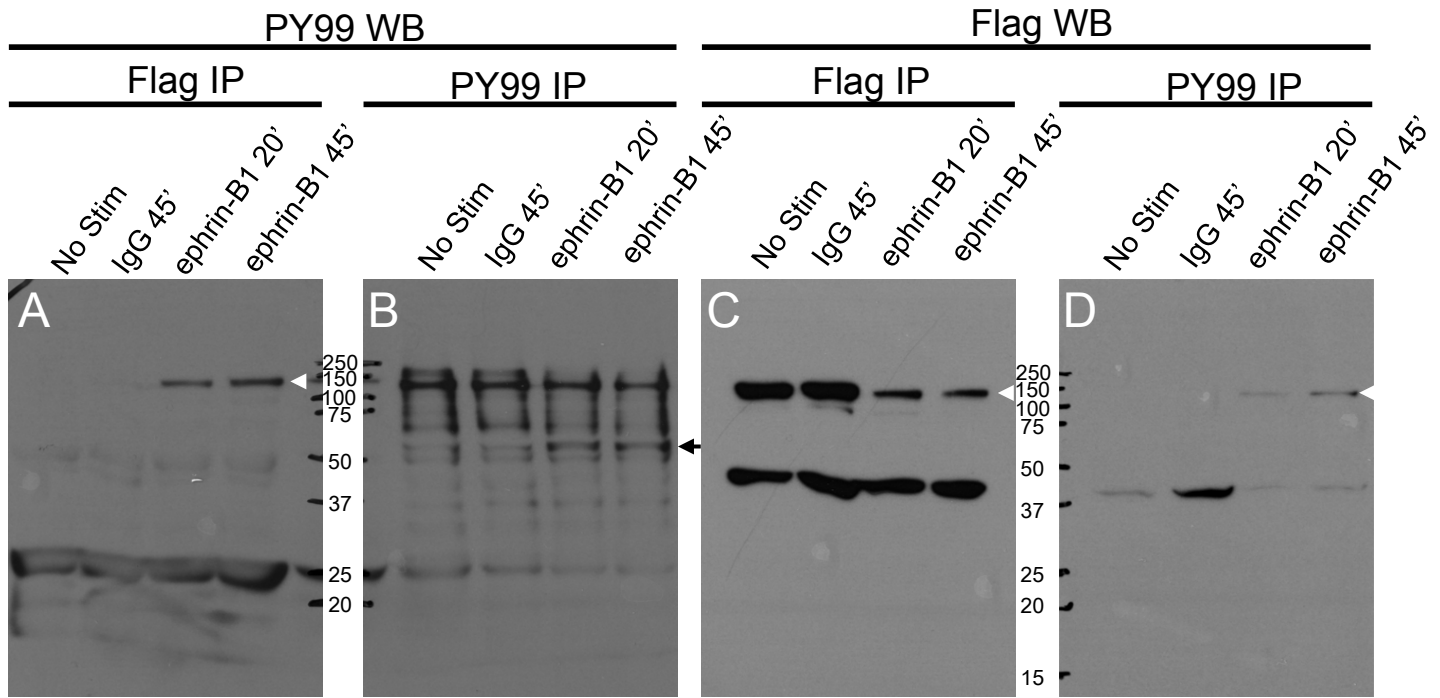 PY99 WB
Flag WB
Flag IP
PY99 IP
Flag IP
PY99 IP
No Stim
IgG 45’
ephrin-B1 20’
ephrin-B1 45’
No Stim
IgG 45’
ephrin-B1 20’
ephrin-B1 45’
No Stim
IgG 45’
ephrin-B1 20’
ephrin-B1 45’
No Stim
IgG 45’
ephrin-B1 20’
ephrin-B1 45’
A
B
C
D
250
150
100
75
50
37
25
20
250
150
100
75
50
37
25
20
15